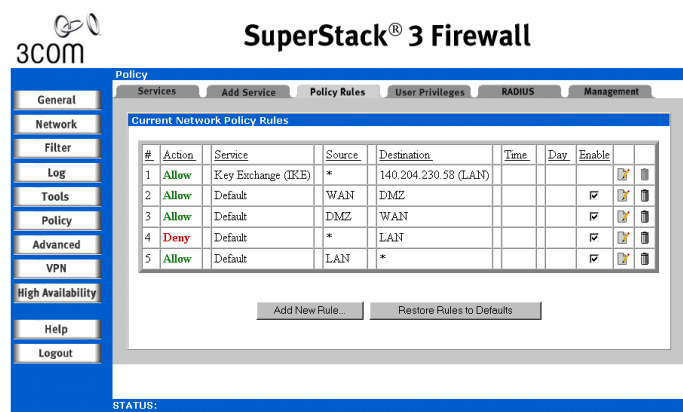 3COM
SuperStack® 3 Firewall
Policy
Services Add Service Policy Rules User Privileges RADIUS Management
General
Network
Filter
Log
Tools
Policy
Advanced
VPN
High Availability
Help
Logout
Current Network Policy Rules
# Action Service Source Destination Time Day Enable
1 Allow Key Exchange (IKE) * 140.204.230.58 (LAN)
2 Allow Default WAN DMZ
3 Allow Default DMZ WAN
4 Deny Default * LAN
5 Allow Default LAN *
Add New Rule... Restore Rules to Defaults
STATUS: